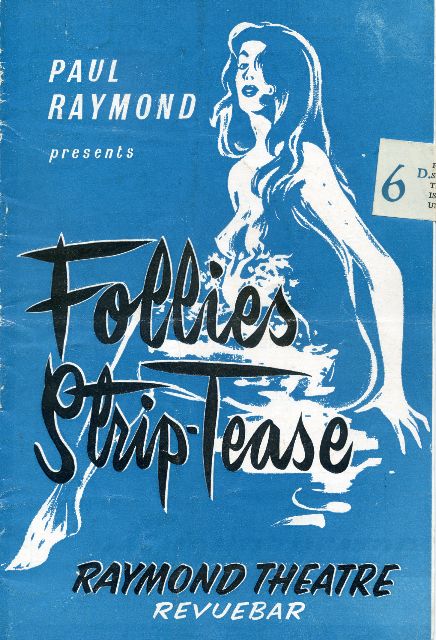 PAUL
RAYMOND
presents
6 D.
Follies
Strip-Tease
RAYMOND THEATRE
REVUEBAR